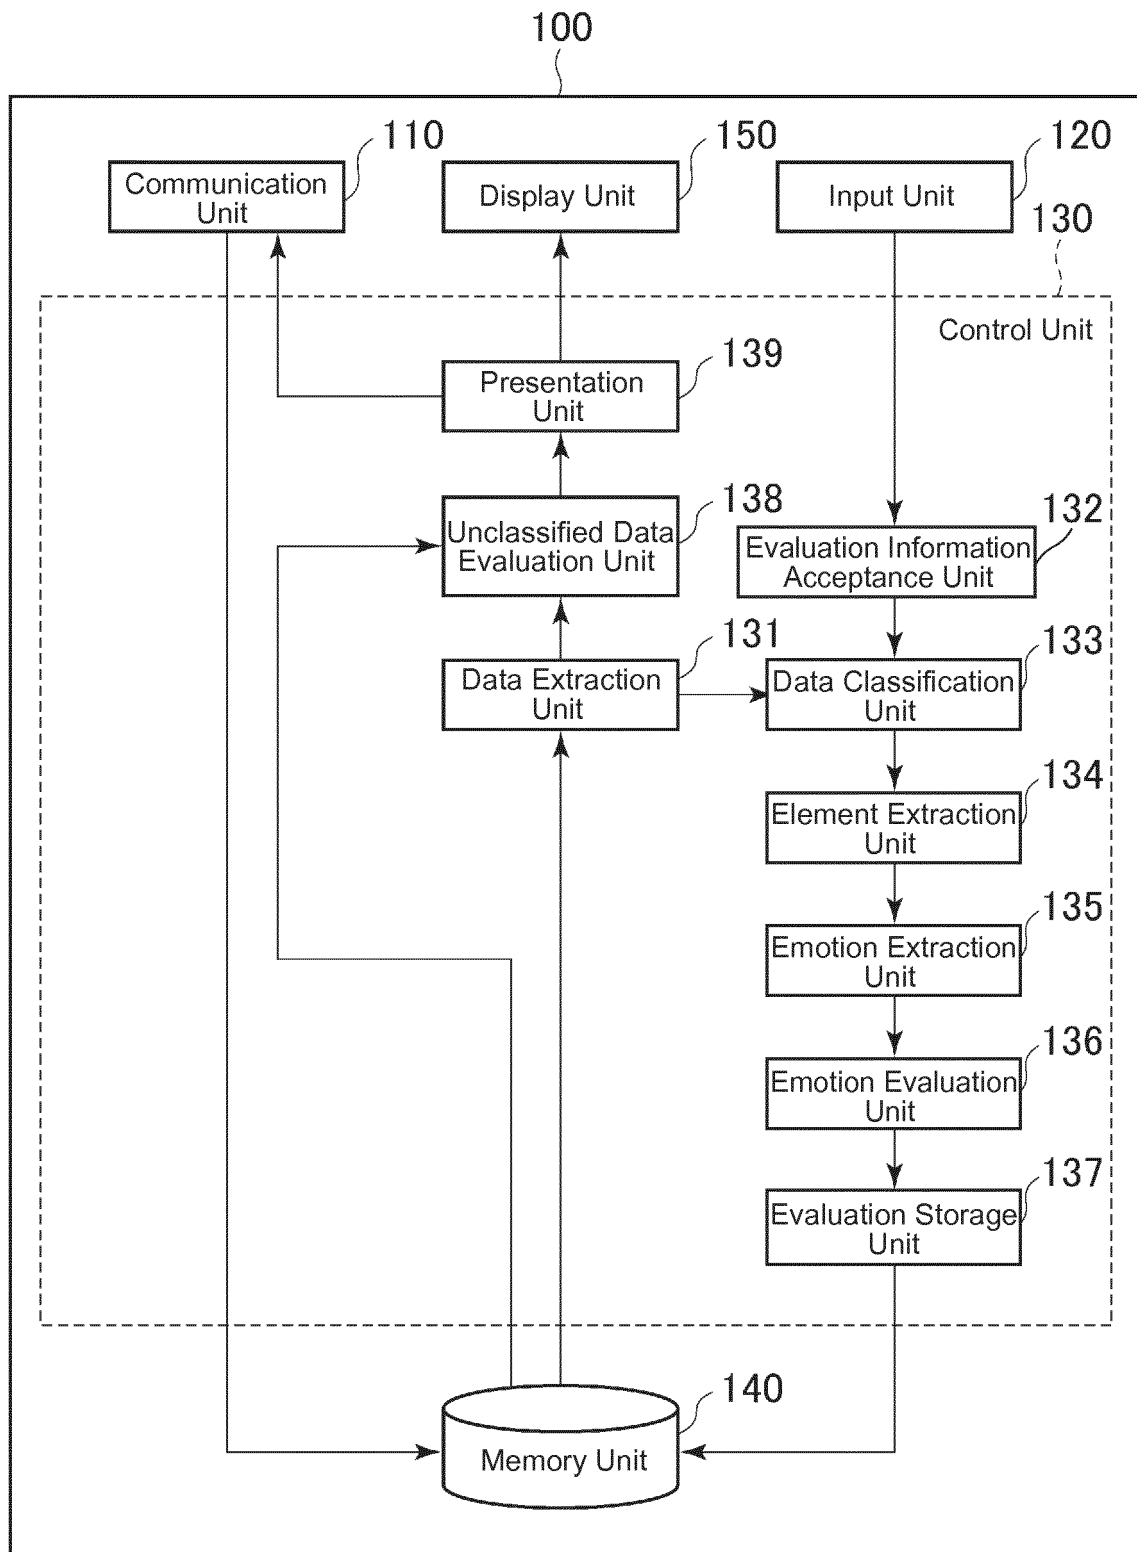 100
110
150
120
Communication
Unit
Display Unit
Input Unit
130
Control Unit
139
Presentation
Unit
138
132
Unclassified Data
Evaluation Unit
Evaluation Information
Acceptance Unit
131
133
Data Extraction
Unit
Data Classification
Unit
134
Element Extraction
Unit
135
Emotion Extraction
Unit
136
Emotion Evaluation
Unit
137
Evaluation Storage
Unit
140
Memory Unit